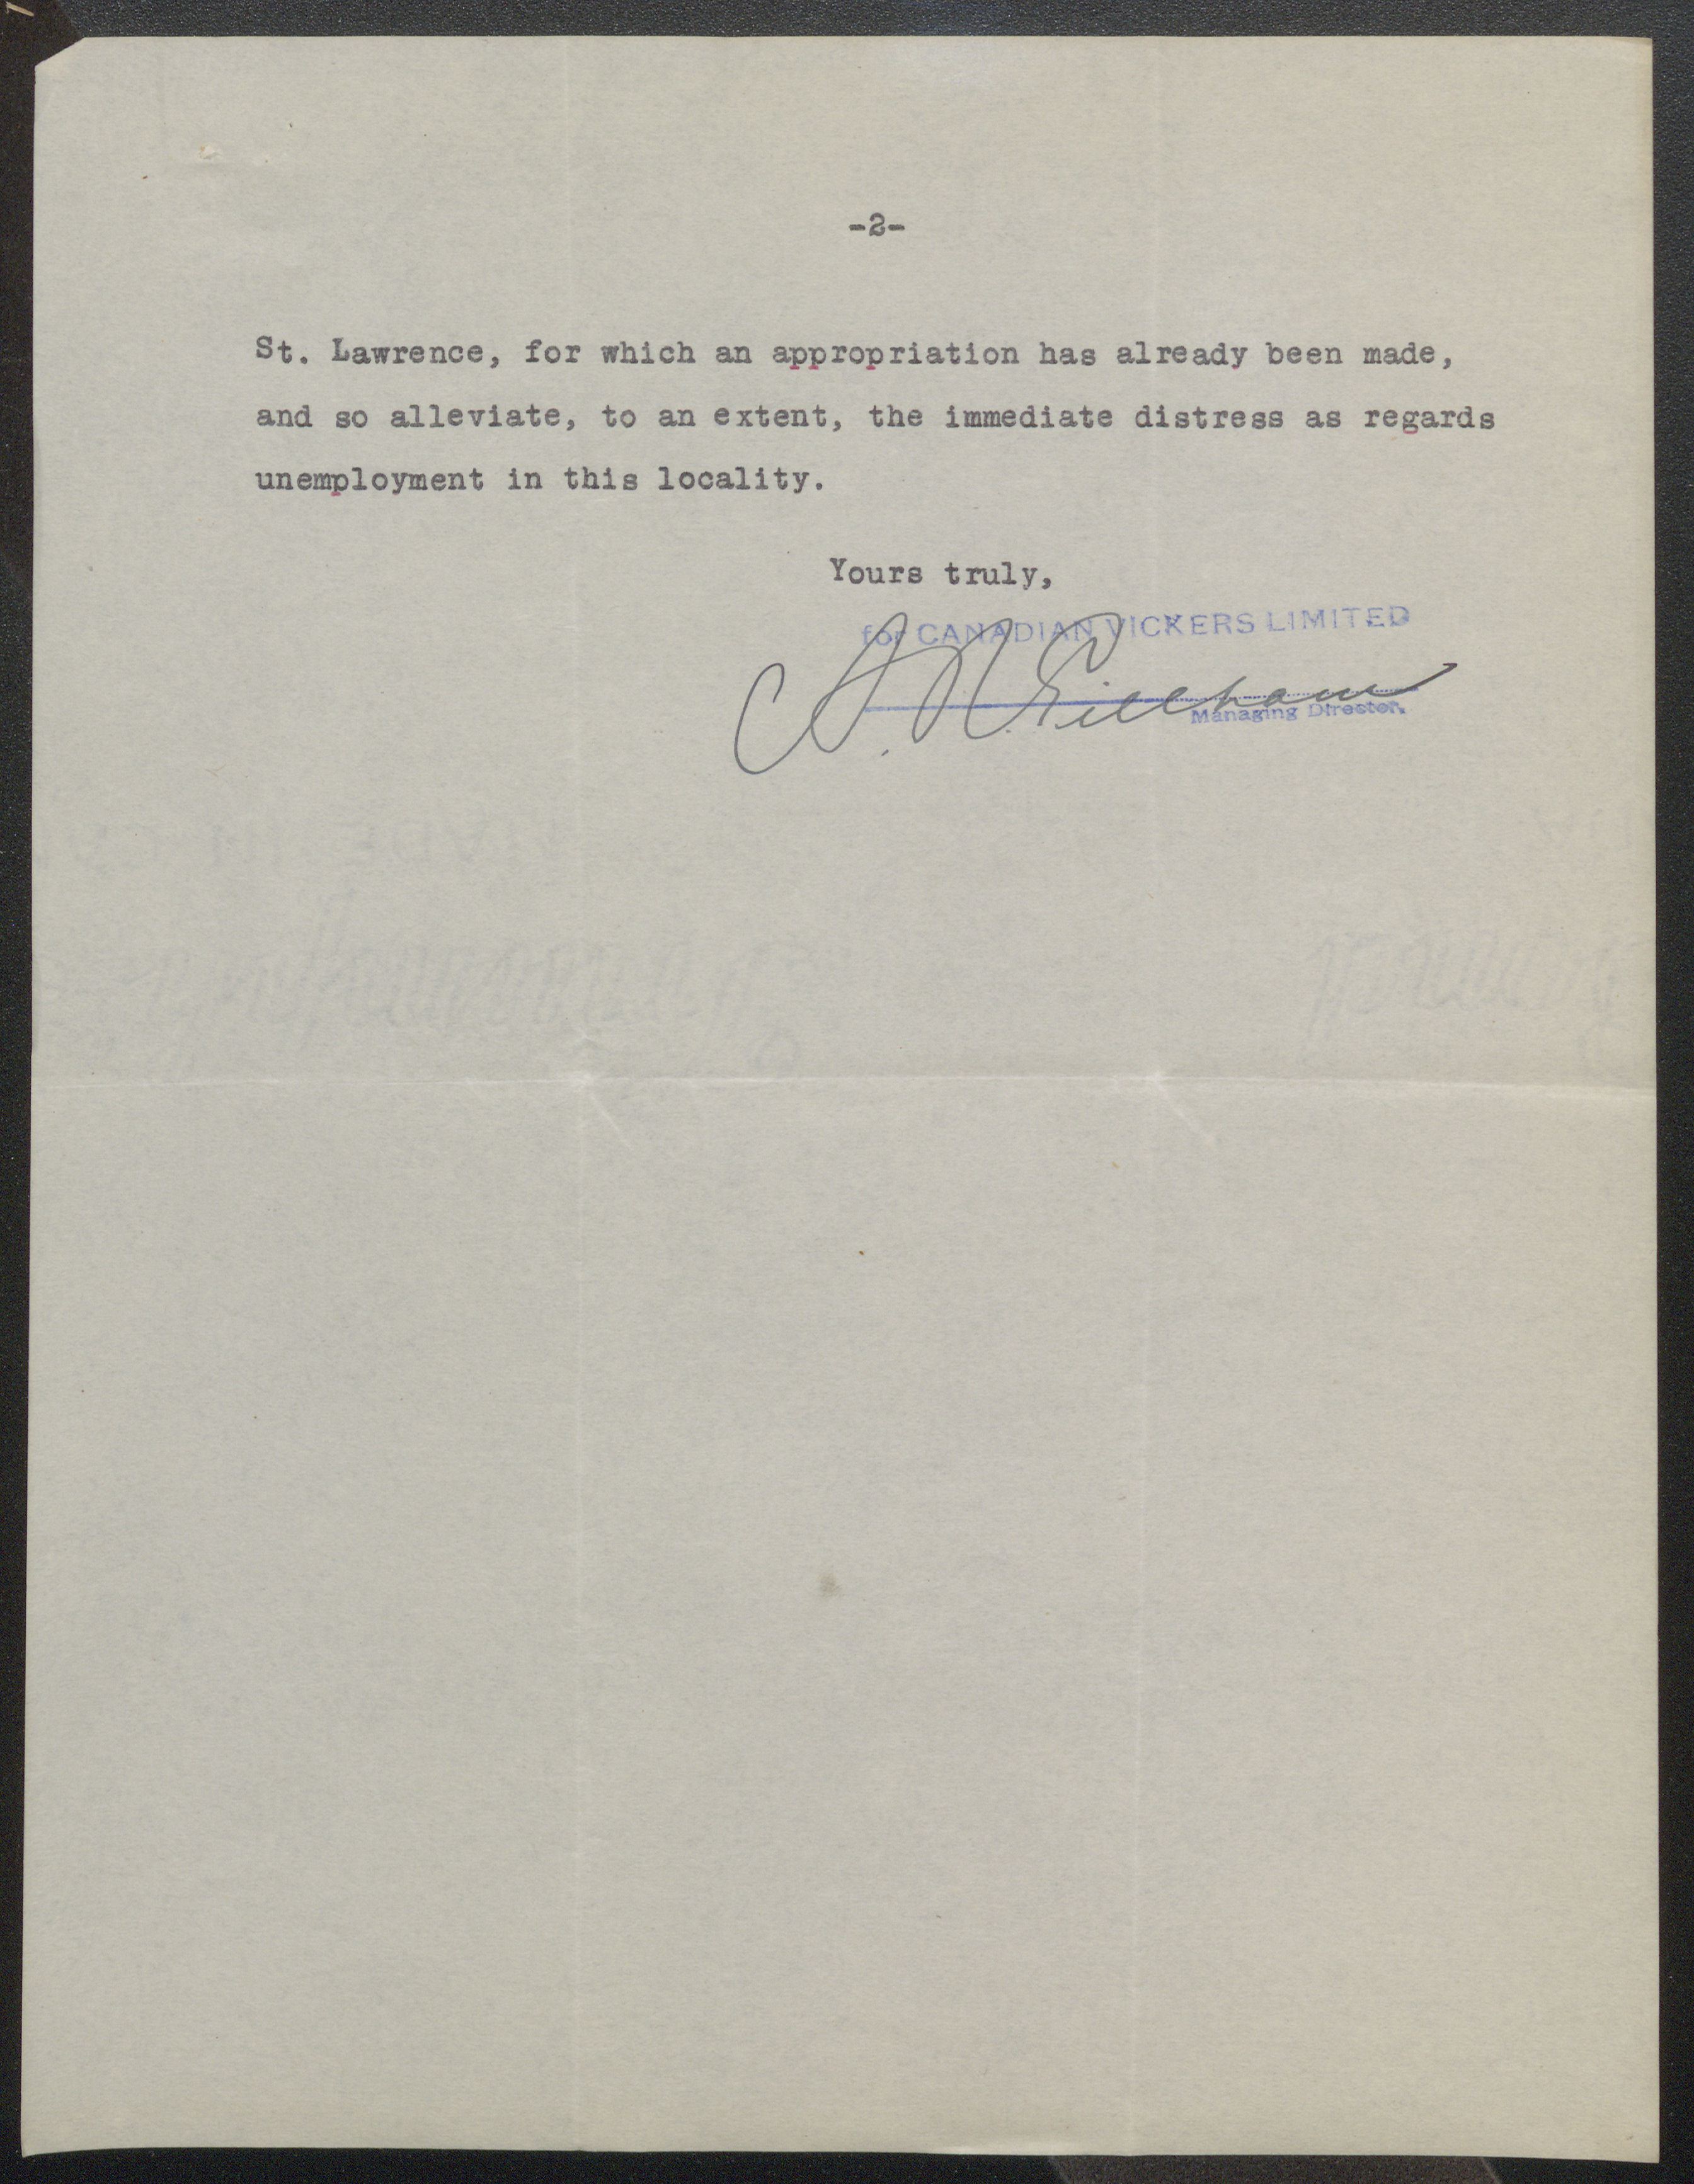 -2-
St. Lawrence, for which an appropriation has already been made,
and so alleviate, to an extent, the immediate distress as regards
unemployment in this locality.
Yours truly,
for CANADIAN VICKERS LIMITED
Gillham
Managing Director.